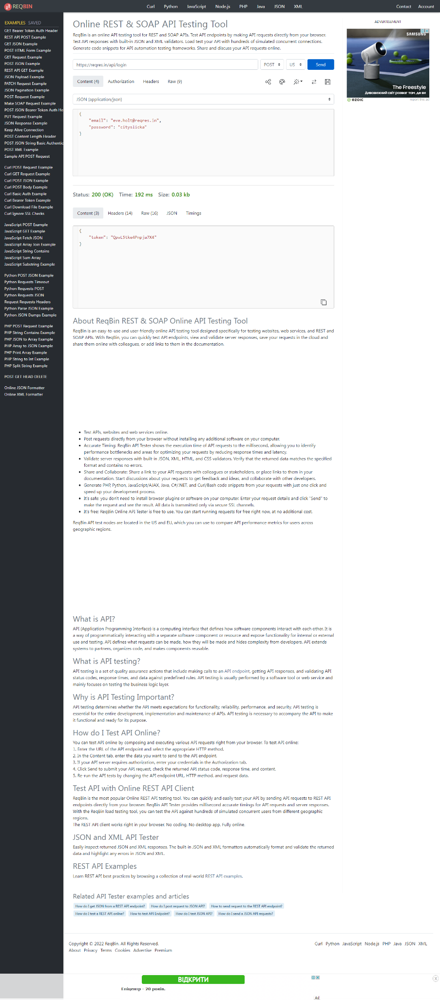 REQBIN
Curl Python JavaScript Node.js PHP Java JSON XML
Contact Account
EXAMPLES SAVED
GET Bearer Token Auth Header
REST API POST Example
GET JSON Example
POST HTML Form Example
GET Request Example
POST JSON Example
REST API GET Example
JSON Payload Example
PATCH Request Example
JSON Pagination Example
POST Request Example
Make SOAP Request Example
POST JSON Bearer Token Auth He
PUT Request Example
JSON Response Example
Keep Alive Connection
POST Content Length Header
POST JSON String Basic Authentic
POST XML Example
Sample API POST Request
Curl POST Request Example
Curl GET Request Example
Curl POST JSON Example
Curl POST Body Example
Curl Basic Auth Example
Curl Bearer Token Example
Curl Download File Example
Curl Ignore SSL Checks
JavaScript POST Example
JavaScript GET Example
JavaScript Fetch JSON
JavaScript Array Join Example
JavaScript String Contains
JavaScript Sum Array
JavaScript Substring Example
Python POST JSON Example
Python Requests Timeout
Python Requests POST
Python Requests JSON
Request Requests Headers
Python Parse JSON Example
Python JSON Dumps Example
PHP POST Request Example
PHP String Contains Example
PHP JSON to Array Example
PHP Array to JSON Example
PHP Print Array Example
PHP String to Int Example
PHP Split String Example
POST GET HEAD DELETE
Online JSON Formatter
Online XML Formatter
Online REST & SOAP API Testing Tool
ReqBin is an online API testing tool for REST and SOAP APIs. Test API endpoints by making API requests directly from your browser.
Test API responses with built-in JSON and XML validators. Load test your API with hundreds of simulated concurrent connections.
Generate code snippets for API automation testing frameworks. Share and discuss your API requests online.
https://reqres.in/api/login
POST
US
Send
Content (4) Authorization Headers Raw (9)
JSON (application/json)
{
"email": "eve.holt@reqres.in",
"password": "cityslicka"
}
Status: 200 (OK) Time: 192 ms Size: 0.03 kb
Content (3) Headers (14) Raw (16) JSON Timings
{
"token": "QpwL5tke4Pnpja7X4"
}
About ReqBin REST & SOAP Online API Testing Tool
ReqBin is an easy-to-use and user-friendly online API testing tool designed specifically for testing websites, web services, and REST and
SOAP APIs. With ReqBin, you can quickly test API endpoints, view and validate server responses, save your requests in the cloud and
share them online with colleagues, or add links to them in the documentation.
Test APIs, websites and web services online.
Post requests directly from your browser without installing any additional software on your computer.
Accurate Timing: ReqBin API Tester shows the execution time of API requests to the millisecond, allowing you to identify
performance bottlenecks and areas for optimizing your requests by reducing response times and latency.
Validate server responses with built-in JSON, XML, HTML, and CSS validators. Verify that the returned data matches the specified
format and contains no errors.
Share and Collaborate: Share a link to your API requests with colleagues or stakeholders, or place links to them in your
documentation. Start discussions about your requests to get feedback and ideas, and collaborate with other developers.
Generate PHP, Python, JavaScript/AJAX, Java, C#/.NET, and Curl/Bash code snippets from your requests with just one click and
speed up your development process.
It's safe: you don't need to install browser plugins or software on your computer. Enter your request details and click "Send" to
make the request and see the result. All data is transmitted only via secure SSL channels.
It's free: ReqBin Online API Tester is free to use. You can start running requests for free right now, at no additional cost.
ReqBin API test nodes are located in the US and EU, which you can use to compare API performance metrics for users across
geographic regions.
What is API?
API (Application Programming Interface) is a computing interface that defines how software components interact with each other. It is
a way of programmatically interacting with a separate software component or resource and expose functionality for internal or external
use and testing. API defines what requests can be made, how they will be made and hides complexity from developers. API extends
systems to partners, organizes code, and makes components reusable.
What is API testing?
API testing is a set of quality assurance actions that include making calls to an API endpoint, getting API responses, and validating API
status codes, response times, and data against predefined rules. API testing is usually performed by a software tool or web service and
mainly focuses on testing the business logic layer.
Why is API Testing Important?
API testing determines whether the API meets expectations for functionality, reliability, performance, and security. API testing is
essential for the entire development, implementation and maintenance of APIs. API testing is necessary to accompany the API to make
it functional and ready for its purpose.
How do I Test API Online?
You can test API online by composing and executing various API requests right from your browser. To test API online:
1. Enter the URL of the API endpoint and select the appropriate HTTP method.
2. In the Content tab, enter the data you want to send to the API endpoint.
3. If your API server requires authorization, enter your credentials in the Authorization tab.
4. Click Send to submit your API request, check the returned API status code, response time, and content.
5. Re-run the API tests by changing the API endpoint URL, HTTP method, and request data.
Test API with Online REST API Client
ReqBin is the most popular Online REST API testing tool. You can quickly and easily test your API by sending API requests to REST API
endpoints directly from your browser. ReqBin API Tester provides millisecond accurate timings for API requests and server responses.
With the ReqBin load testing tool, you can test the API against hundreds of simulated concurrent users from different geographic
regions.
The REST API client works right in your browser. No coding. No desktop app. Fully online.
JSON and XML API Tester
Easily inspect returned JSON and XML responses. The built-in JSON and XML formatters automatically format and validate the returned
data and highlight any errors in JSON and XML.
REST API Examples
Learn REST API best practices by browsing a collection of real-world REST API examples.
Related API Tester examples and articles
How do I get JSON from a REST API endpoint? How do I post request to JSON API? How to send request to the REST API endpoint?
How do I test a REST API online? How to test API Endpoint? How do I test JSON API? How do I send a JSON API requests?
ADVERTISEMENT
SAMSUNG
The Freestyle
Дивовижний світ розваг там, де ви
ezoic
report this ad
Copyright © 2022 ReqBin. All Rights Reserved.
About Privacy Terms Cookies Advertise Premium
Curl Python JavaScript Node.js PHP Java JSON XML
ВІДКРИТИ
Епіцентр - 20 років.
Ad